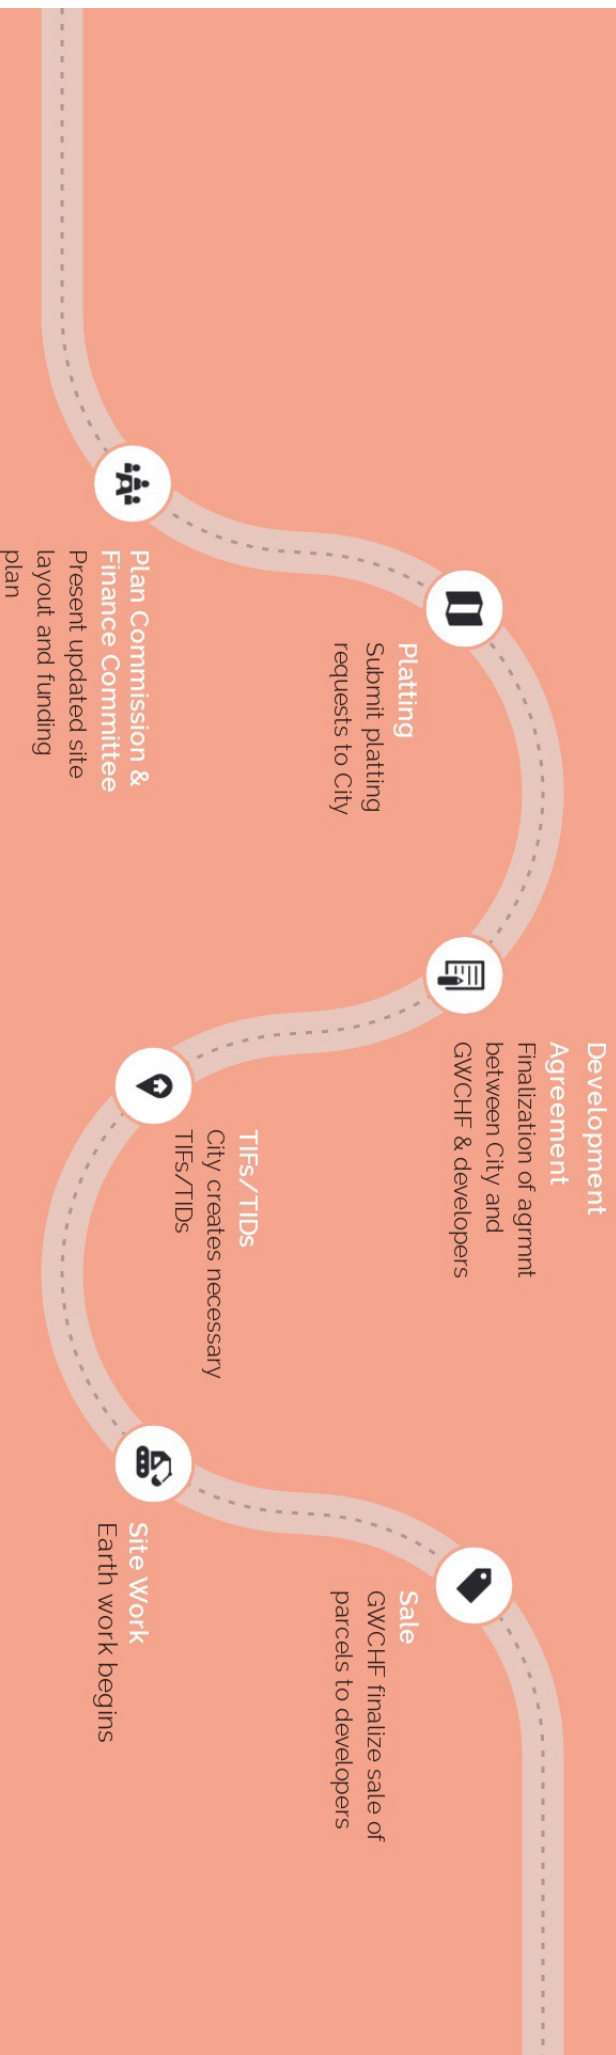 Plan Commission &
Finance Committee
Present updated site
layout and funding
plan
Platting
Submit platting
requests to City
Development
Agreement
Finalization of agrmnt
between City and
GWCHF & developers
TIFs/TIDs
City creates necessary
TIFs/TIDs
Site Work
Earth work begins
Sale
GWCHF finalize sale of
parcels to developers